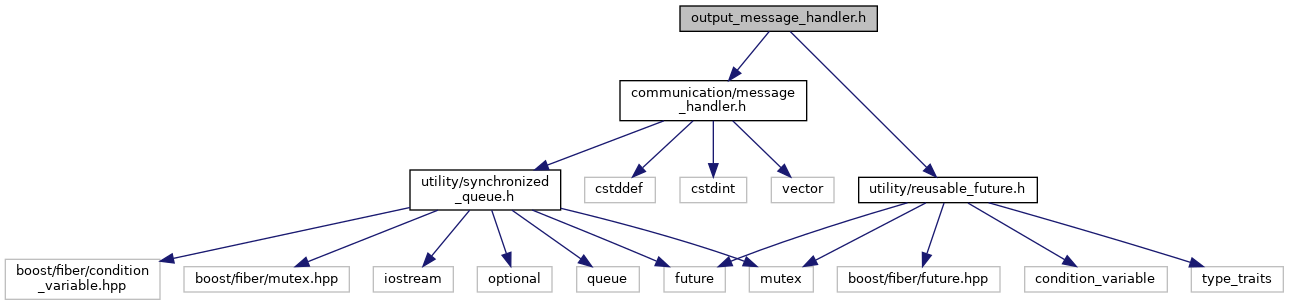 output_message_handler.h
communication/message
_handler.h
utility/synchronized
_queue.h
cstddef
cstdint
vector
utility/reusable_future.h
boost/fiber/condition
_variable.hpp
boost/fiber/mutex.hpp
iostream
optional
queue
future
mutex
boost/fiber/future.hpp
condition_variable
type_traits